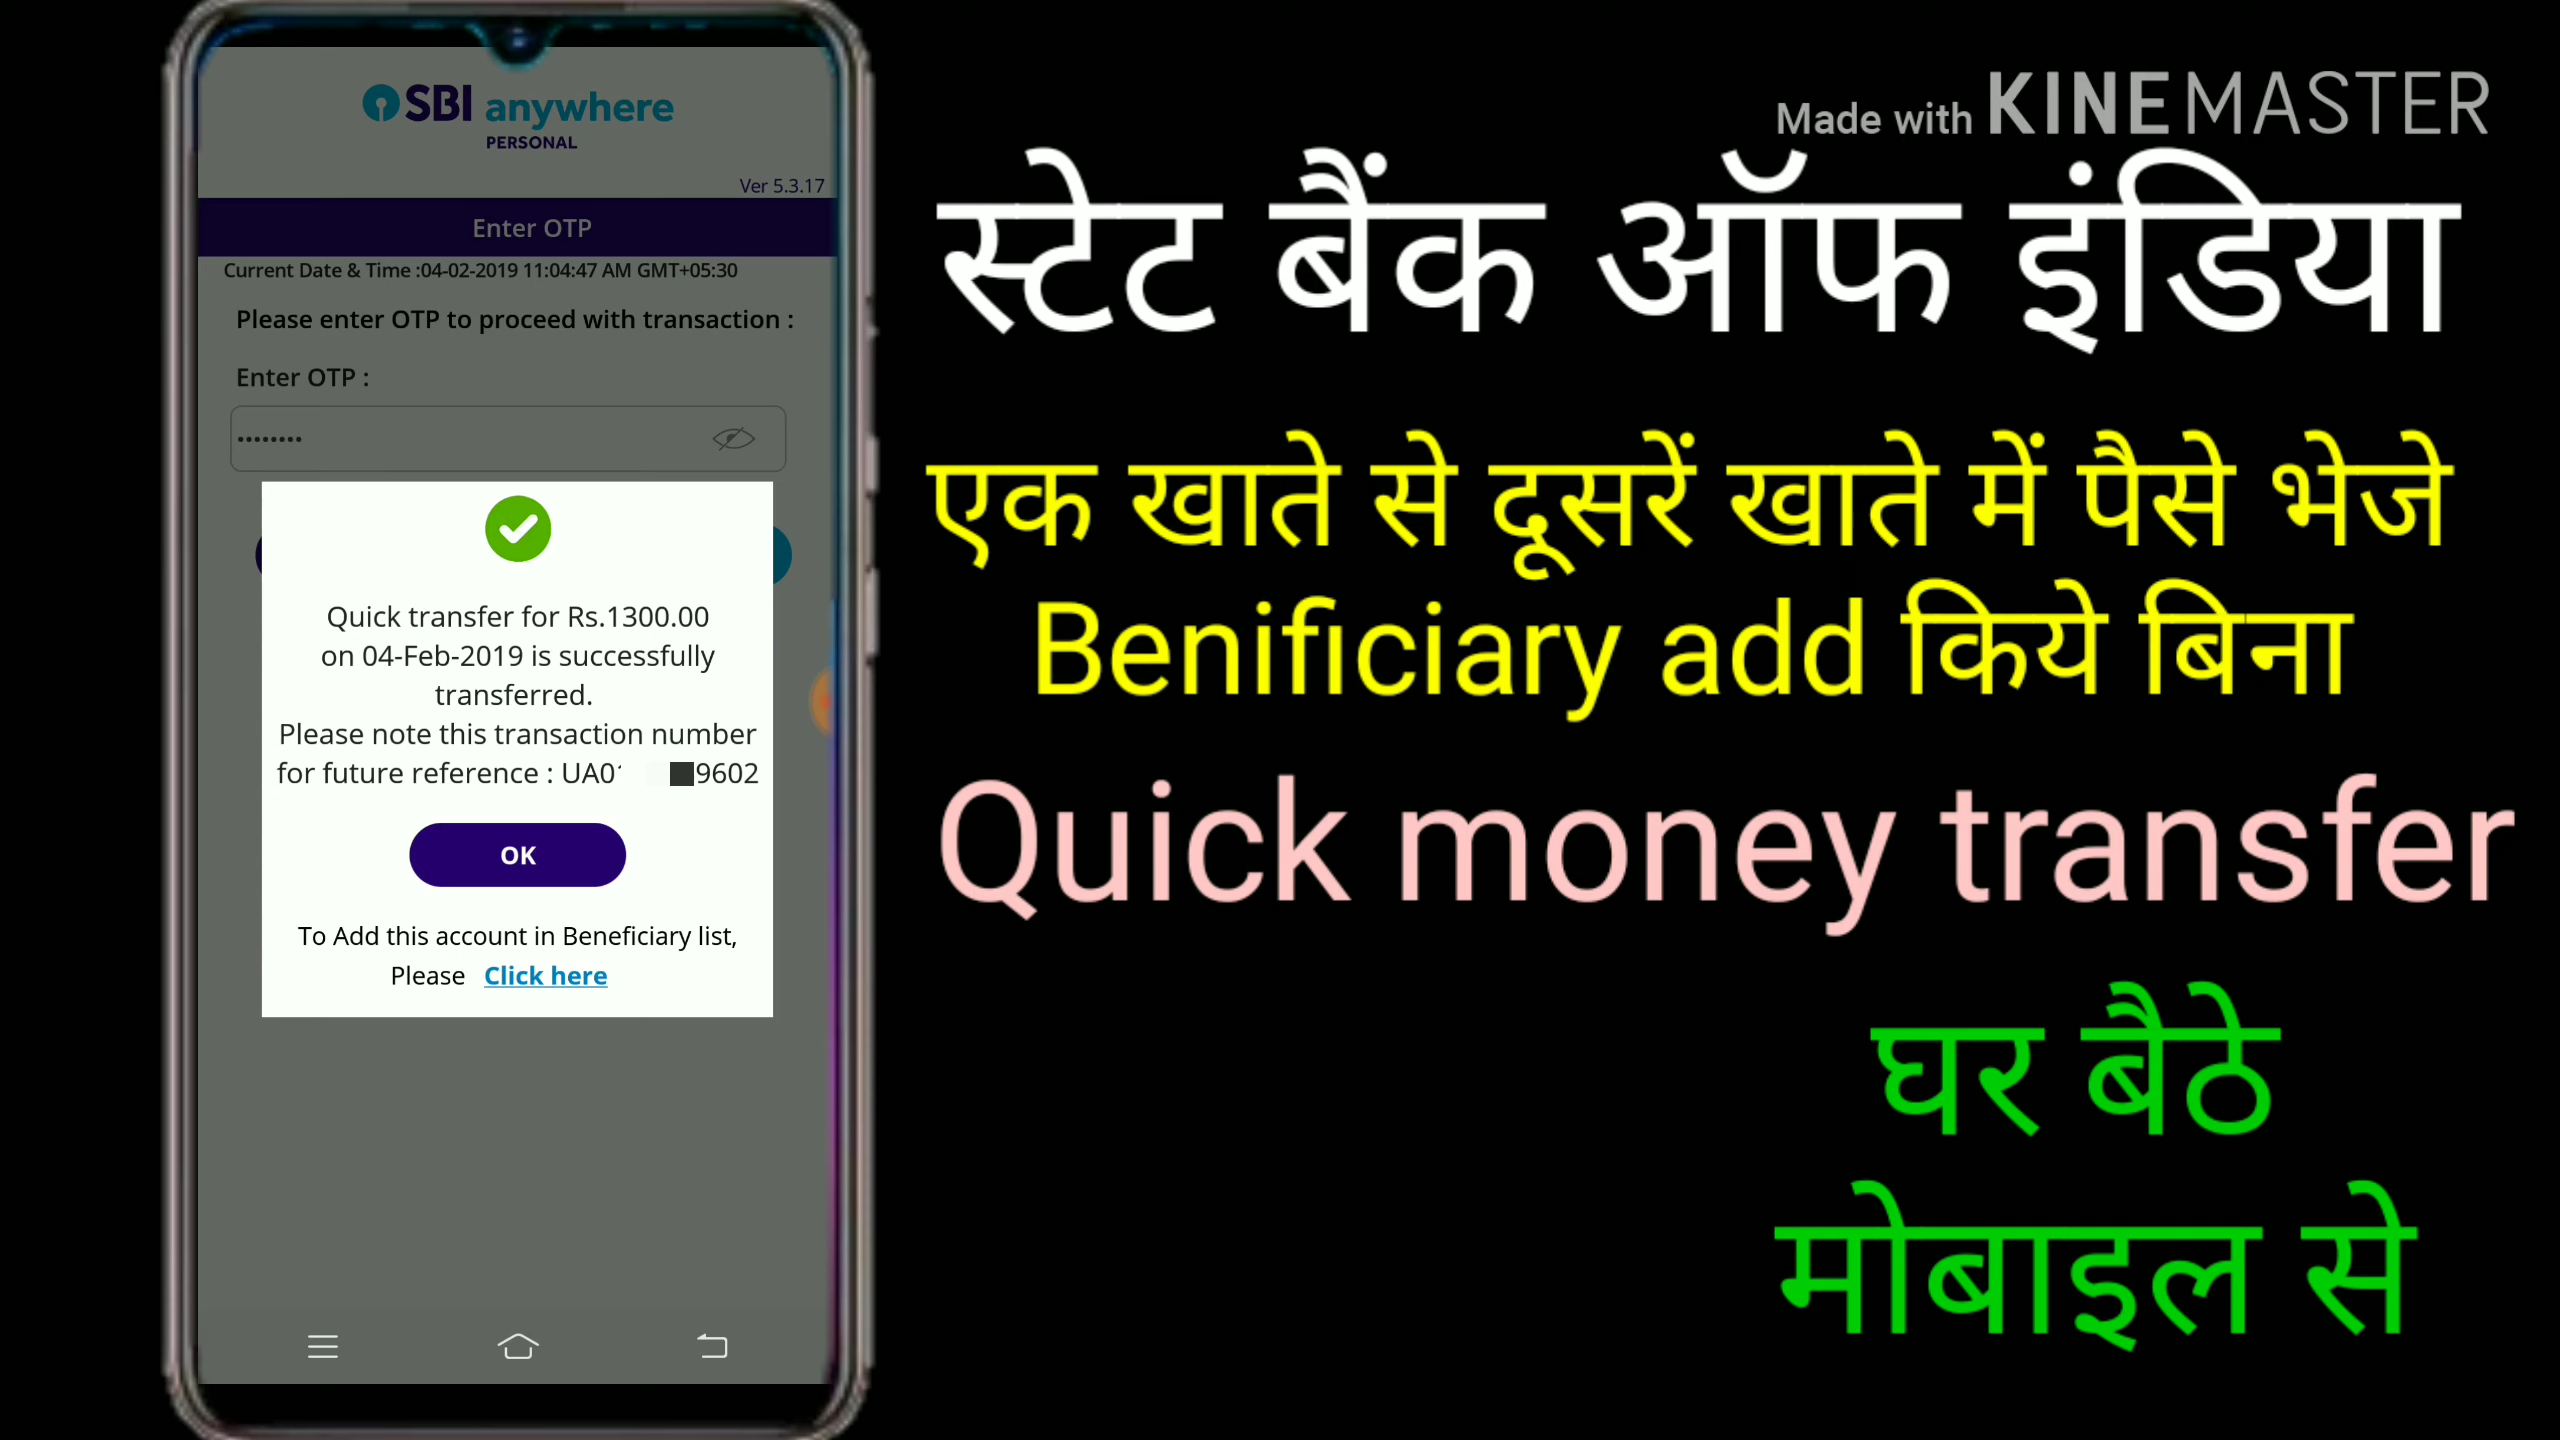 SBI anywhere
PERSONAL
Ver 5.3.17
Enter OTP
Current Date & Time :04-02-2019 11:04:47 AM GMT+05:30
Please enter OTP to proceed with transaction :
Enter OTP :
••••••••
Quick transfer for Rs.1300.00
on 04-Feb-2019 is successfully
transferred.
Please note this transaction number
for future reference : UA0 9602
OK
To Add this account in Beneficiary list,
Please Click here
Made with KINEMASTER
स्टेट बैंक ऑफ इंडिया
एक खाते से दूसरें खाते में पैसे भेजे
Benificiary add किये बिना
Quick money transfer
घर बैठे
मोबाइल से